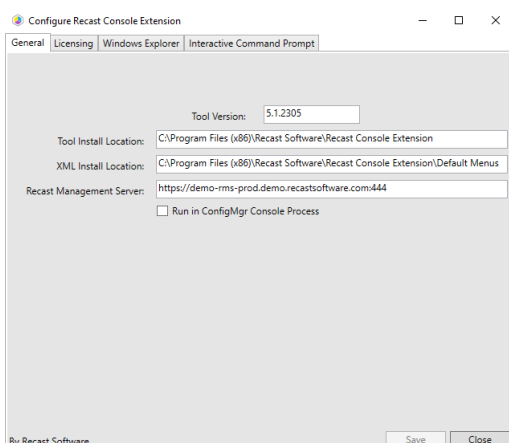 Configure Recast Console Extension
General Licensing Windows Explorer Interactive Command Prompt
Tool Version: 5.1.2305
Tool Install Location: C:\Program Files (x86)\Recast Software\Recast Console Extension
XML Install Location: C:\Program Files (x86)\Recast Software\Recast Console Extension\Default Menus
Recast Management Server: https://demo-rms-prod.demo.recastsoftware.com:444
Run in ConfigMgr Console Process
By Recast Software Save Close